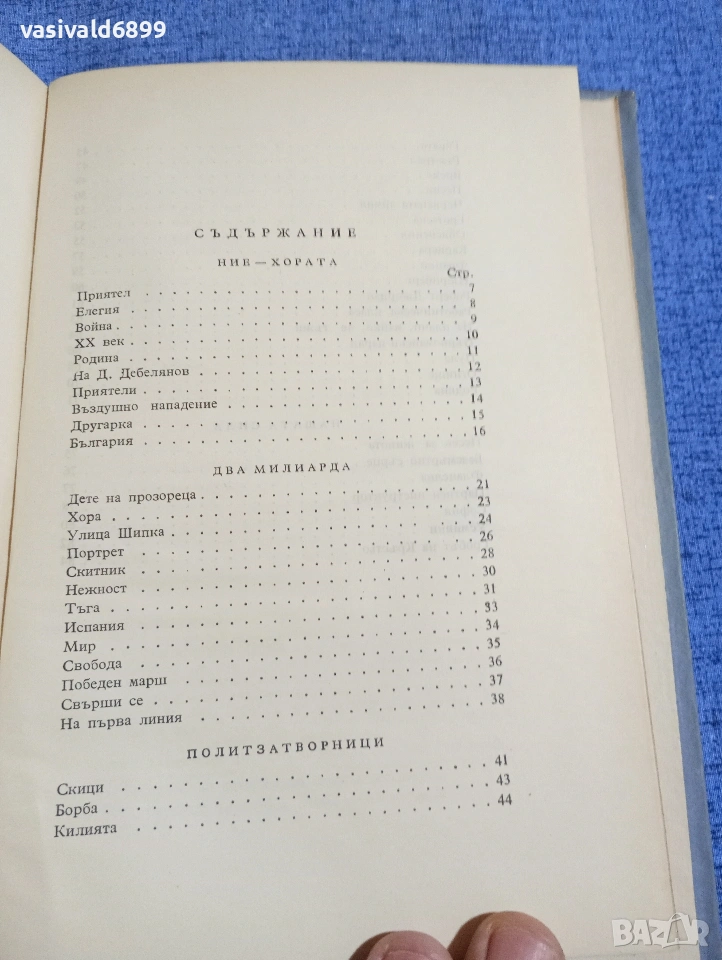 vasivald6899
СЪДЪРЖАНИЕ
НИЕ — ХОРАТА
Стр.
Приятел . . . . . . . . . . . . . . . . . . 7
Елегия . . . . . . . . . . . . . . . . . . 8
Война . . . . . . . . . . . . . . . . . . 9
XX век . . . . . . . . . . . . . . . . . . 10
Родина . . . . . . . . . . . . . . . . . . 11
На Д. Дебелянов . . . . . . . . . . . . . . 12
Приятели . . . . . . . . . . . . . . . . . 13
Въздушно нападение . . . . . . . . . . . . 14
Другарка . . . . . . . . . . . . . . . . . 15
България . . . . . . . . . . . . . . . . . 16
ДВА МИЛИАРДА
Дете на прозореца . . . . . . . . . . . . . 21
Хора . . . . . . . . . . . . . . . . . . . 23
Улица Шипка . . . . . . . . . . . . . . . 24
Портрет . . . . . . . . . . . . . . . . . 26
Скитник . . . . . . . . . . . . . . . . . 28
Нежност . . . . . . . . . . . . . . . . . 30
Тъга . . . . . . . . . . . . . . . . . . . 31
Испания . . . . . . . . . . . . . . . . . 33
Мир . . . . . . . . . . . . . . . . . . . 34
Свобода . . . . . . . . . . . . . . . . . 35
Победен марш . . . . . . . . . . . . . . . 36
Свърши се . . . . . . . . . . . . . . . . 37
На първа линия . . . . . . . . . . . . . . 38
ПОЛИТЗАТВОРНИЦИ
Скици . . . . . . . . . . . . . . . . . . 41
Борба . . . . . . . . . . . . . . . . . . 43
Килията . . . . . . . . . . . . . . . . . 44
BAZAR